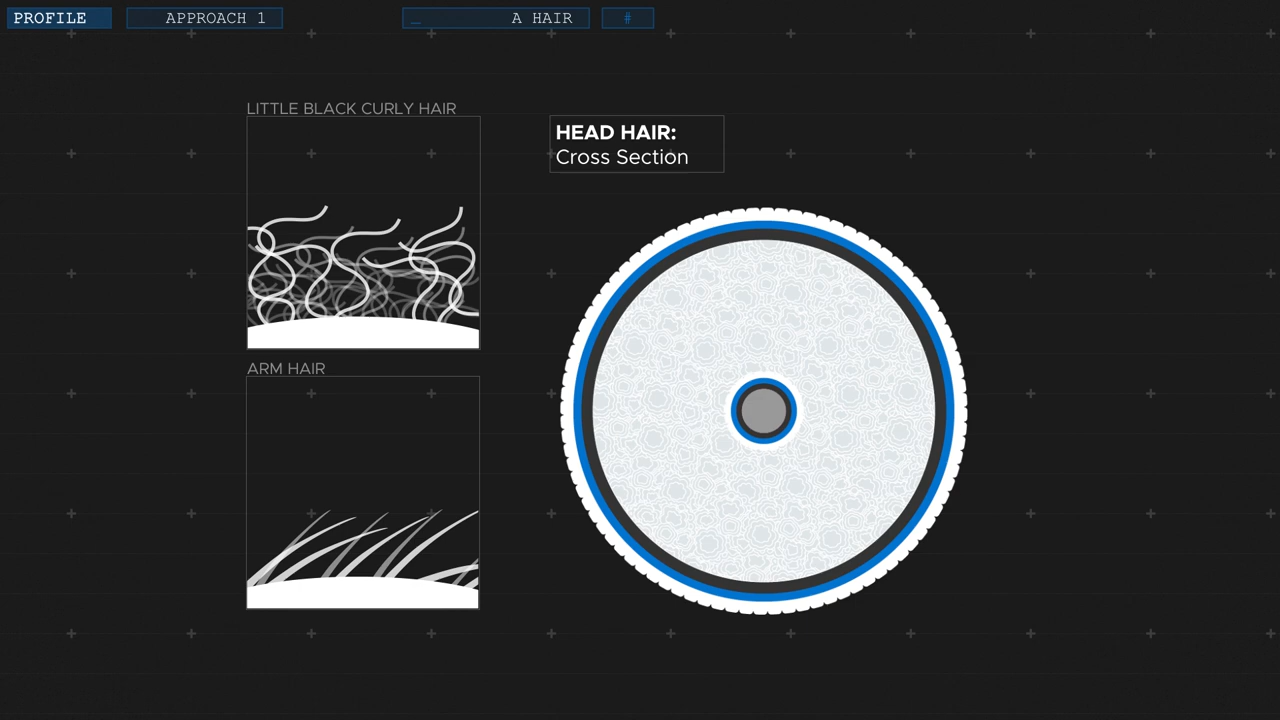 PROFILE
APPROACH 1
_ A HAIR
#
LITTLE BLACK CURLY HAIR
HEAD HAIR:
Cross Section
ARM HAIR